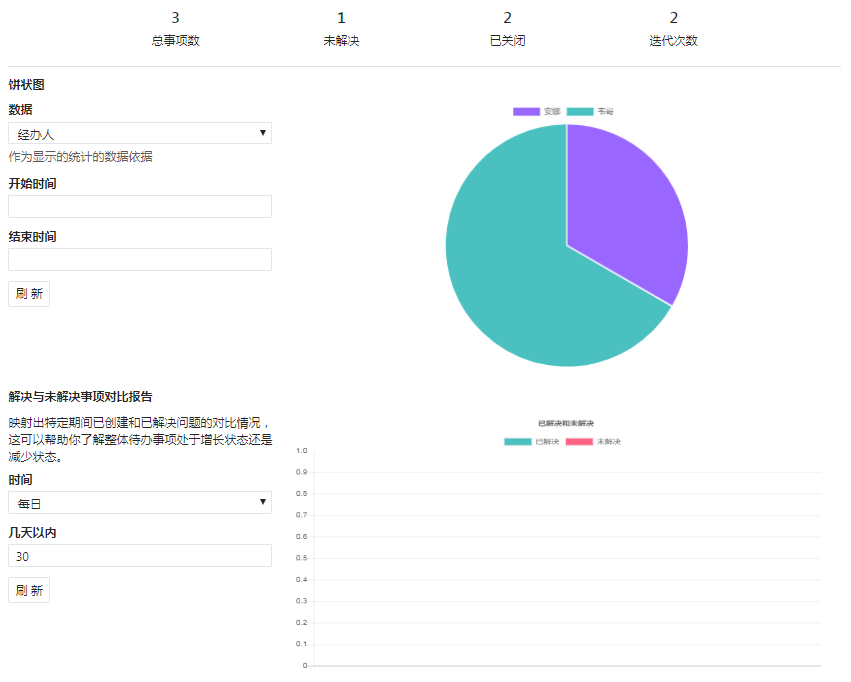 3 1 2 2
总事项数 未解决 已关闭 迭代次数
饼状图
数据
经办人
作为显示的统计的数据依据
开始时间
结束时间
刷 新
安娜 韦哥
解决与未解决事项对比报告
映射出特定期间已创建和已解决问题的对比情况，
这可以帮助你了解整体待办事项处于增长状态还是
减少状态。
时间
每日
几天以内
30
刷 新
已解决和未解决
已解决 未解决
1.0
0.9
0.8
0.7
0.6
0.5
0.4
0.3
0.2
0.1
0